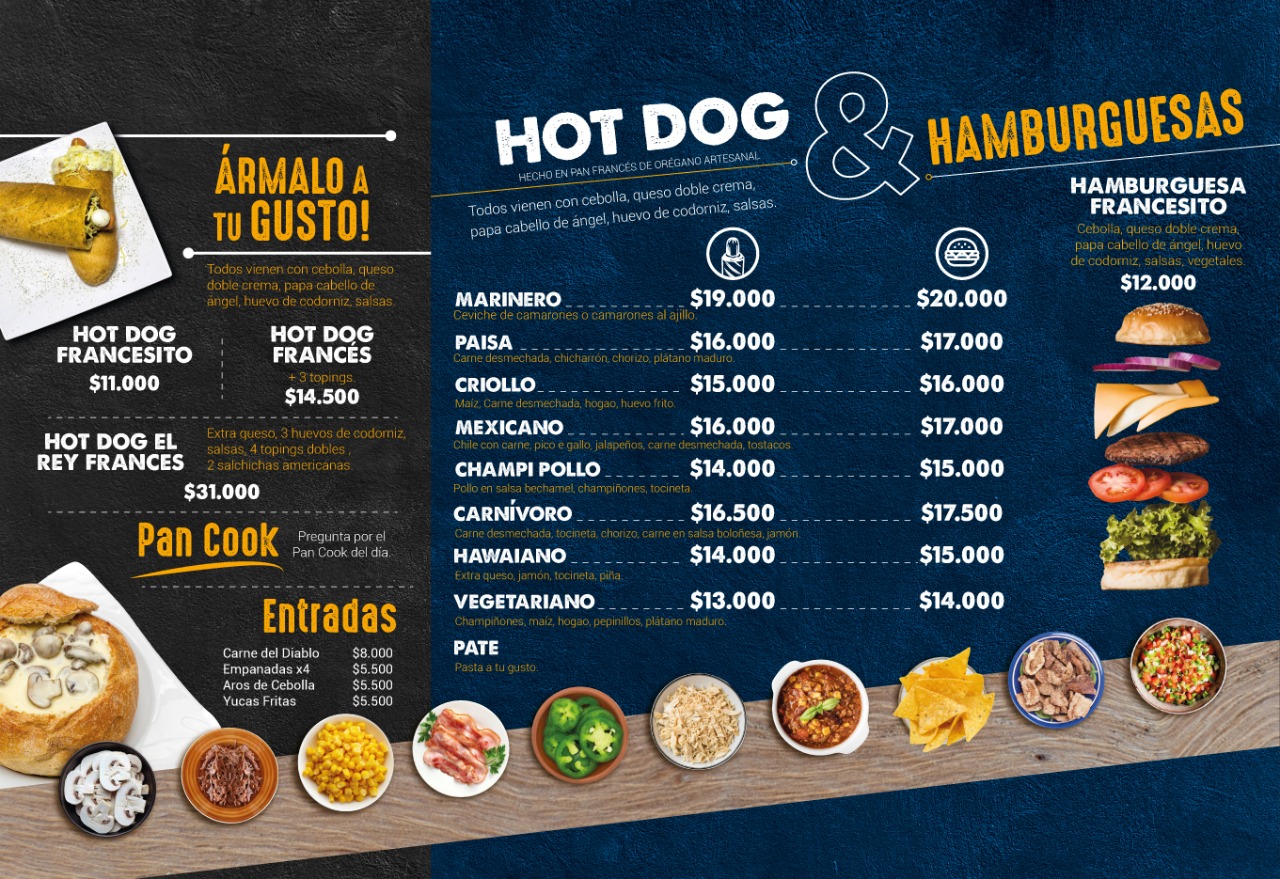 ÁRMALO A
TU GUSTO!
Todos vienen con cebolla, queso
doble crema, papa cabello de
ángel, huevo de codorniz, salsas.
HOT DOG
FRANCESITO
$11.000
HOT DOG
FRANCÉS
+ 3 topings.
$14.500
HOT DOG EL
REY FRANCES
Extra queso, 3 huevos de codorniz,
salsas, 4 topings dobles ,
2 salchichas americanas.
$31.000
Pan Cook
Pregunta por el
Pan Cook del día.
Entradas
Carne del Diablo $8.000
Empanadas x4 $5.500
Aros de Cebolla $5.500
Yucas Fritas $5.500
HOT DOG & HAMBURGUESAS
HECHO EN PAN FRANCÉS DE ORÉGANO ARTESANAL
Todos vienen con cebolla, queso doble crema,
papa cabello de ángel, huevo de codorniz, salsas.
MARINERO $19.000 $20.000
Ceviche de camarones o camarones al ajillo.
PAISA $16.000 $17.000
Carne desmechada, chicharrón, chorizo, plátano maduro.
CRIOLLO $15.000 $16.000
Maíz, Carne desmechada, hogao, huevo frito.
MEXICANO $16.000 $17.000
Chile con carne, pico e gallo, jalapeños, carne desmechada, tostacos.
CHAMPI POLLO $14.000 $15.000
Pollo en salsa bechamel, champiñones, tocineta.
CARNÍVORO $16.500 $17.500
Carne desmechada, tocineta, chorizo, carne en salsa boloñesa, jamón.
HAWAIANO $14.000 $15.000
Extra queso, jamón, tocineta, piña.
VEGETARIANO $13.000 $14.000
Champiñones, maíz, hogao, pepinillos, plátano maduro.
PATE
Pasta a tu gusto.
HAMBURGUESA
FRANCESITO
Cebolla, queso doble crema,
papa cabello de ángel, huevo
de codorniz, salsas, vegetales.
$12.000